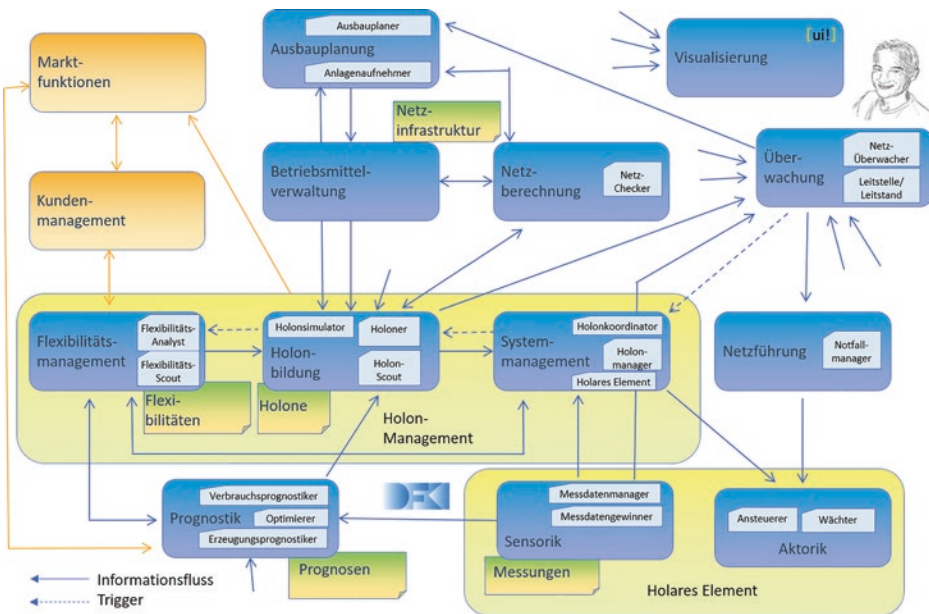 Markt-
funktionen
Kunden-
management
Ausbauplaner
Ausbauplanung
Anlagenaufnehmer
Netz-
infrastruktur
Betriebsmittel-
verwaltung
Netz-
berechnung
Netz-
Checker
[ui!]
Visualisierung
Über-
wachung
Netz-
Überwacher
Leitstelle/
Leitstand
Flexibilitäts-
management
Flexibilitäts-
Analyst
Flexibilitäts-
Scout
Flexi-
bilitäten
Holonsimulator
Holoner
Holon-
bildung
Holon-
Scout
Holone
Holon-
Management
Holonkoordinator
System-
management
Holon-
manager
Holares Element
Netzführung
Notfall-
manager
Verbrauchsprognostiker
Prognostik
Optimierer
Erzeugungsprognostiker
Prognosen
DFK
Messdatenmanager
Messdatengewinner
Sensorik
Messungen
Ansteuerer
Wächter
Aktorik
Holares Element
Informationsfluss
Trigger